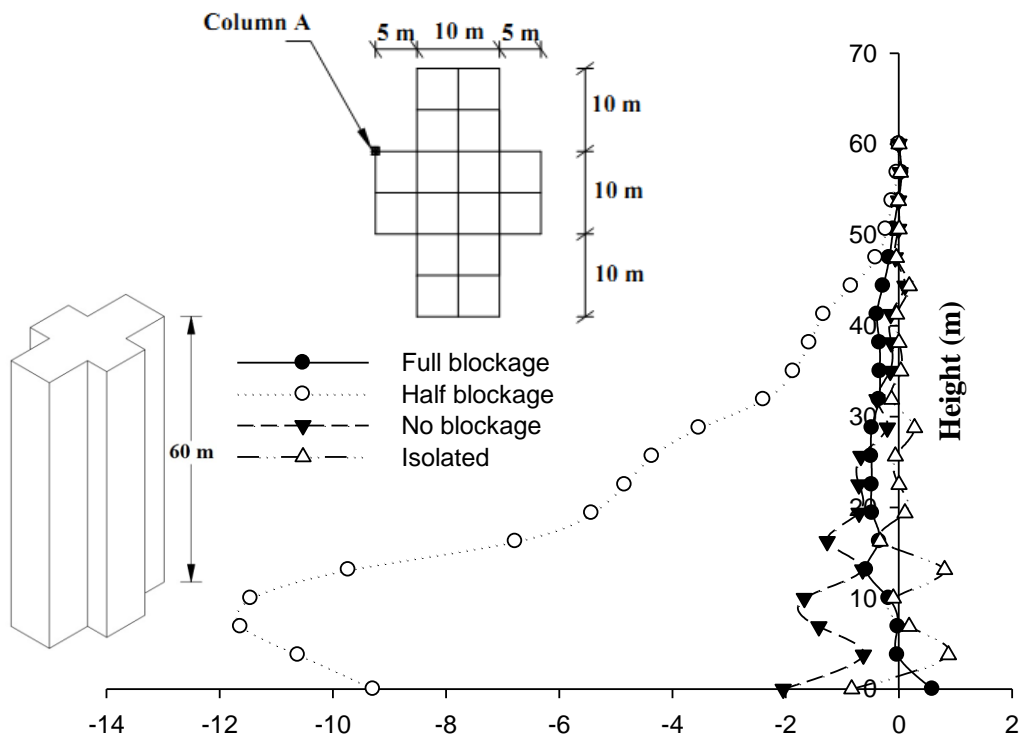 Column A
5 m 10 m 5 m
10 m
10 m
10 m
60 m
Full blockage
Half blockage
No blockage
Isolated
70
60
50
40
30
20
10
0
Height (m)
-14 -12 -10 -8 -6 -4 -2 0 2